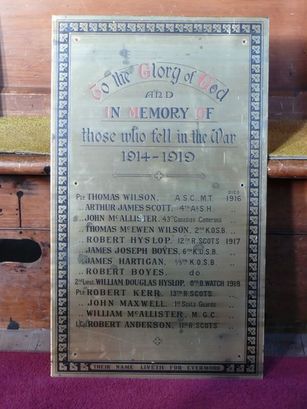 To the Glory of God
AND
IN MEMORY OF
those who fell in the War
1914-1919
DIED
Pte THOMAS WILSON. A.S.C. M.T. 1916
„ ARTHUR JAMES SCOTT. 4th A&S.H. „
„ JOHN McALLISTER. 43rd Canadian Camerons „
„ THOMAS McEWEN WILSON. 2nd K.O.S.B. „
„ ROBERT HYSLOP. 12th R. SCOTS 1917
„ JAMES JOSEPH BOYES. 6th K.O.S.B. „
„ JAMES HARTIGAN. K.O.S.B. „
„ ROBERT BOYES. do „
2nd Lieut. WILLIAM DOUGLAS HYSLOP. 8th B. WATCH 1918
Pte ROBERT KERR. 13th R. SCOTS „
„ JOHN MAXWELL. 1st Scots Guards „
„ WILLIAM McALLISTER. M.G.C. „
ROBERT ANDERSON. 11th R. SCOTS „
THEIR NAME LIVETH FOR EVERMORE